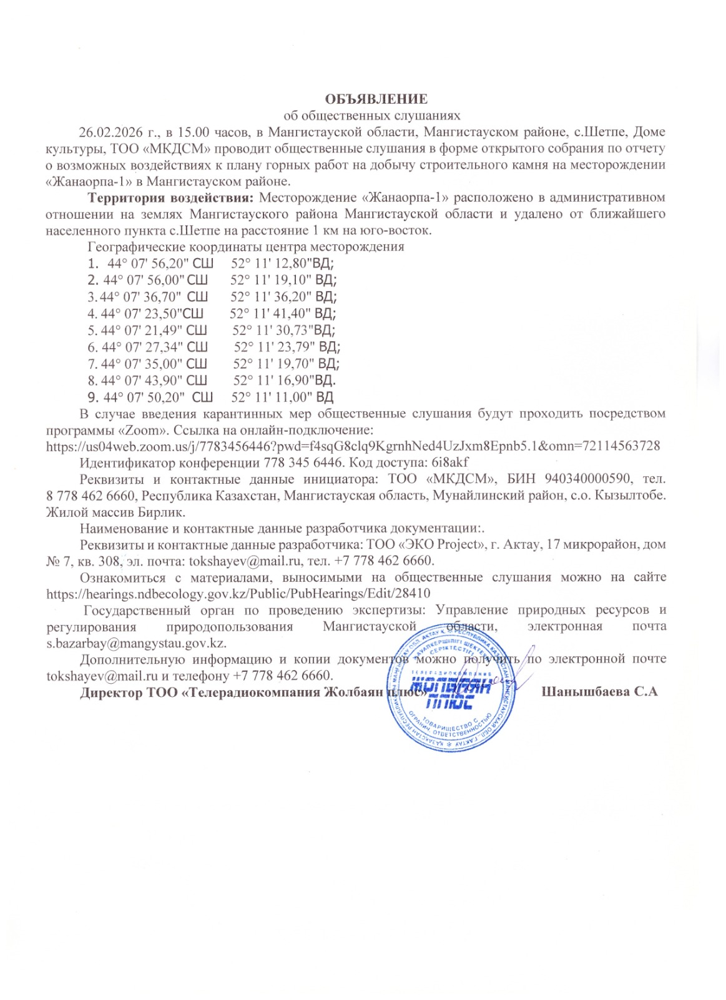 ОБЪЯВЛЕНИЕ
об общественных слушаниях
26.02.2026 г., в 15.00 часов, в Мангистауской области, Мангистауском районе, с.Шетпе, Доме
культуры, ТОО «МКДСМ» проводит общественные слушания в форме открытого собрания по отчету
о возможных воздействиях к плану горных работ на добычу строительного камня на месторождении
«Жанаорпа-1» в Мангистауском районе.
Территория воздействия: Месторождение «Жанаорпа-1» расположено в административном
отношении на землях Мангистауского района Мангистауской области и удалено от ближайшего
населенного пункта с.Шетпе на расстояние 1 км на юго-восток.
Географические координаты центра месторождения
1. 44° 07' 56,20" СШ 52° 11' 12,80"ВД;
2. 44° 07' 56,00" СШ 52° 11' 19,10" ВД;
3. 44° 07' 36,70" СШ 52° 11' 36,20" ВД;
4. 44° 07' 23,50"СШ 52° 11' 41,40" ВД;
5. 44° 07' 21,49" СШ 52° 11' 30,73"ВД;
6. 44° 07' 27,34" СШ 52° 11' 23,79" ВД;
7. 44° 07' 35,00" СШ 52° 11' 19,70" ВД;
8. 44° 07' 43,90" СШ 52° 11' 16,90"ВД.
9. 44° 07' 50,20" СШ 52° 11' 11,00" ВД
В случае введения карантинных мер общественные слушания будут проходить посредством
программы «Zoom». Ссылка на онлайн-подключение:
https://us04web.zoom.us/j/7783456446?pwd=f4sqG8clq9KgrnhNed4UzJxm8Epnb5.1&omn=72114563728
Идентификатор конференции 778 345 6446. Код доступа: 6i8akf
Реквизиты и контактные данные инициатора: ТОО «МКДСМ», БИН 940340000590, тел.
8 778 462 6660, Республика Казахстан, Мангистауская область, Мунайлинский район, с.о. Кызылтобе.
Жилой массив Бирлик.
Наименование и контактные данные разработчика документации:.
Реквизиты и контактные данные разработчика: ТОО «ЭКО Project», г. Актау, 17 микрорайон, дом
№ 7, кв. 308, эл. почта: tokshayev@mail.ru, тел. +7 778 462 6660.
Ознакомиться с материалами, выносимыми на общественные слушания можно на сайте
https://hearings.ndbecology.gov.kz/Public/PubHearings/Edit/28410
Государственный орган по проведению экспертизы: Управление природных ресурсов и
регулирования природопользования Мангистауской области, электронная почта
s.bazarbay@mangystau.gov.kz.
Дополнительную информацию и копии документов можно получить по электронной почте
tokshayev@mail.ru и телефону +7 778 462 6660.
Директор ТОО «Телерадиокомпания Жолбаян плюс» Шанышбаева С.А
ЖАУАПКЕРШІЛІГІ ШЕКТЕУЛІ
СЕРІКТЕСТІГІ
ТЕЛЕРАДИОКОМПАНИЯ
ЖОЛБАЯН
ПЛЮС
ТОВАРИЩЕСТВО С
ОГРАНИЧ. ОТВЕТСТВЕННОСТЬЮ